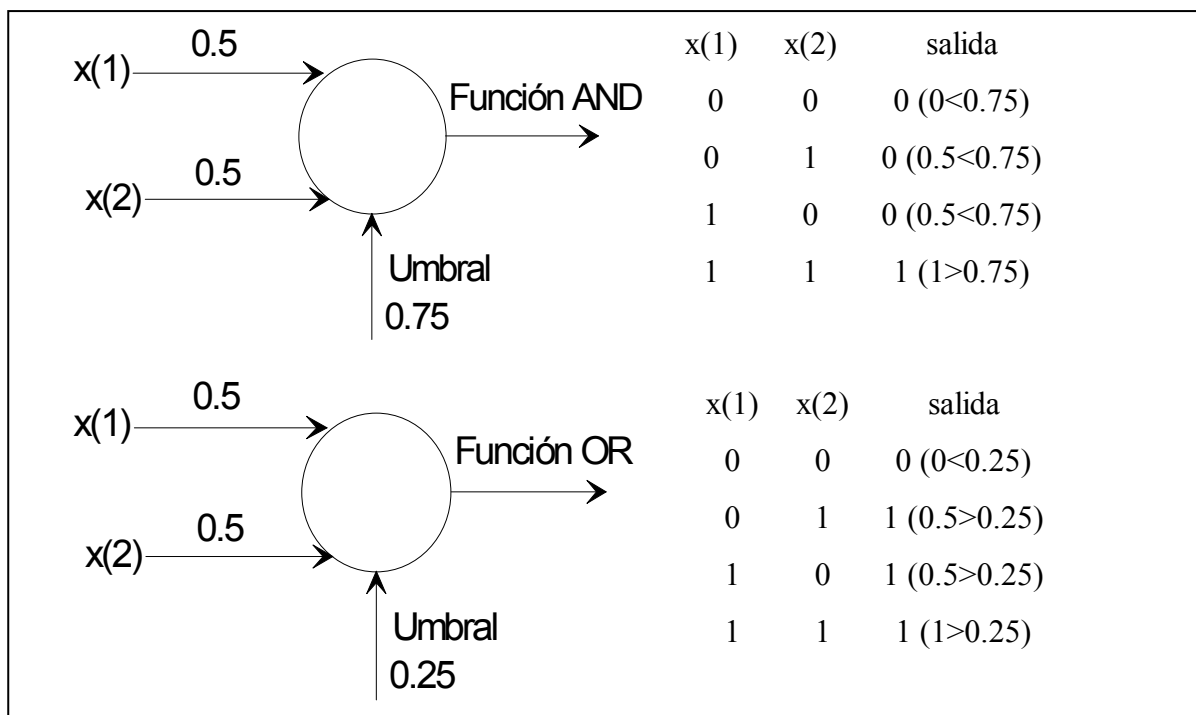 0.5
x(1)
Función AND
0.5
x(2)
Umbral
0.75
x(1) x(2) salida
0 0 0 (0<0.75)
0 1 0 (0.5<0.75)
1 0 0 (0.5<0.75)
1 1 1 (1>0.75)
0.5
x(1)
Función OR
0.5
x(2)
Umbral
0.25
x(1) x(2) salida
0 0 0 (0<0.25)
0 1 1 (0.5>0.25)
1 0 1 (0.5>0.25)
1 1 1 (1>0.25)